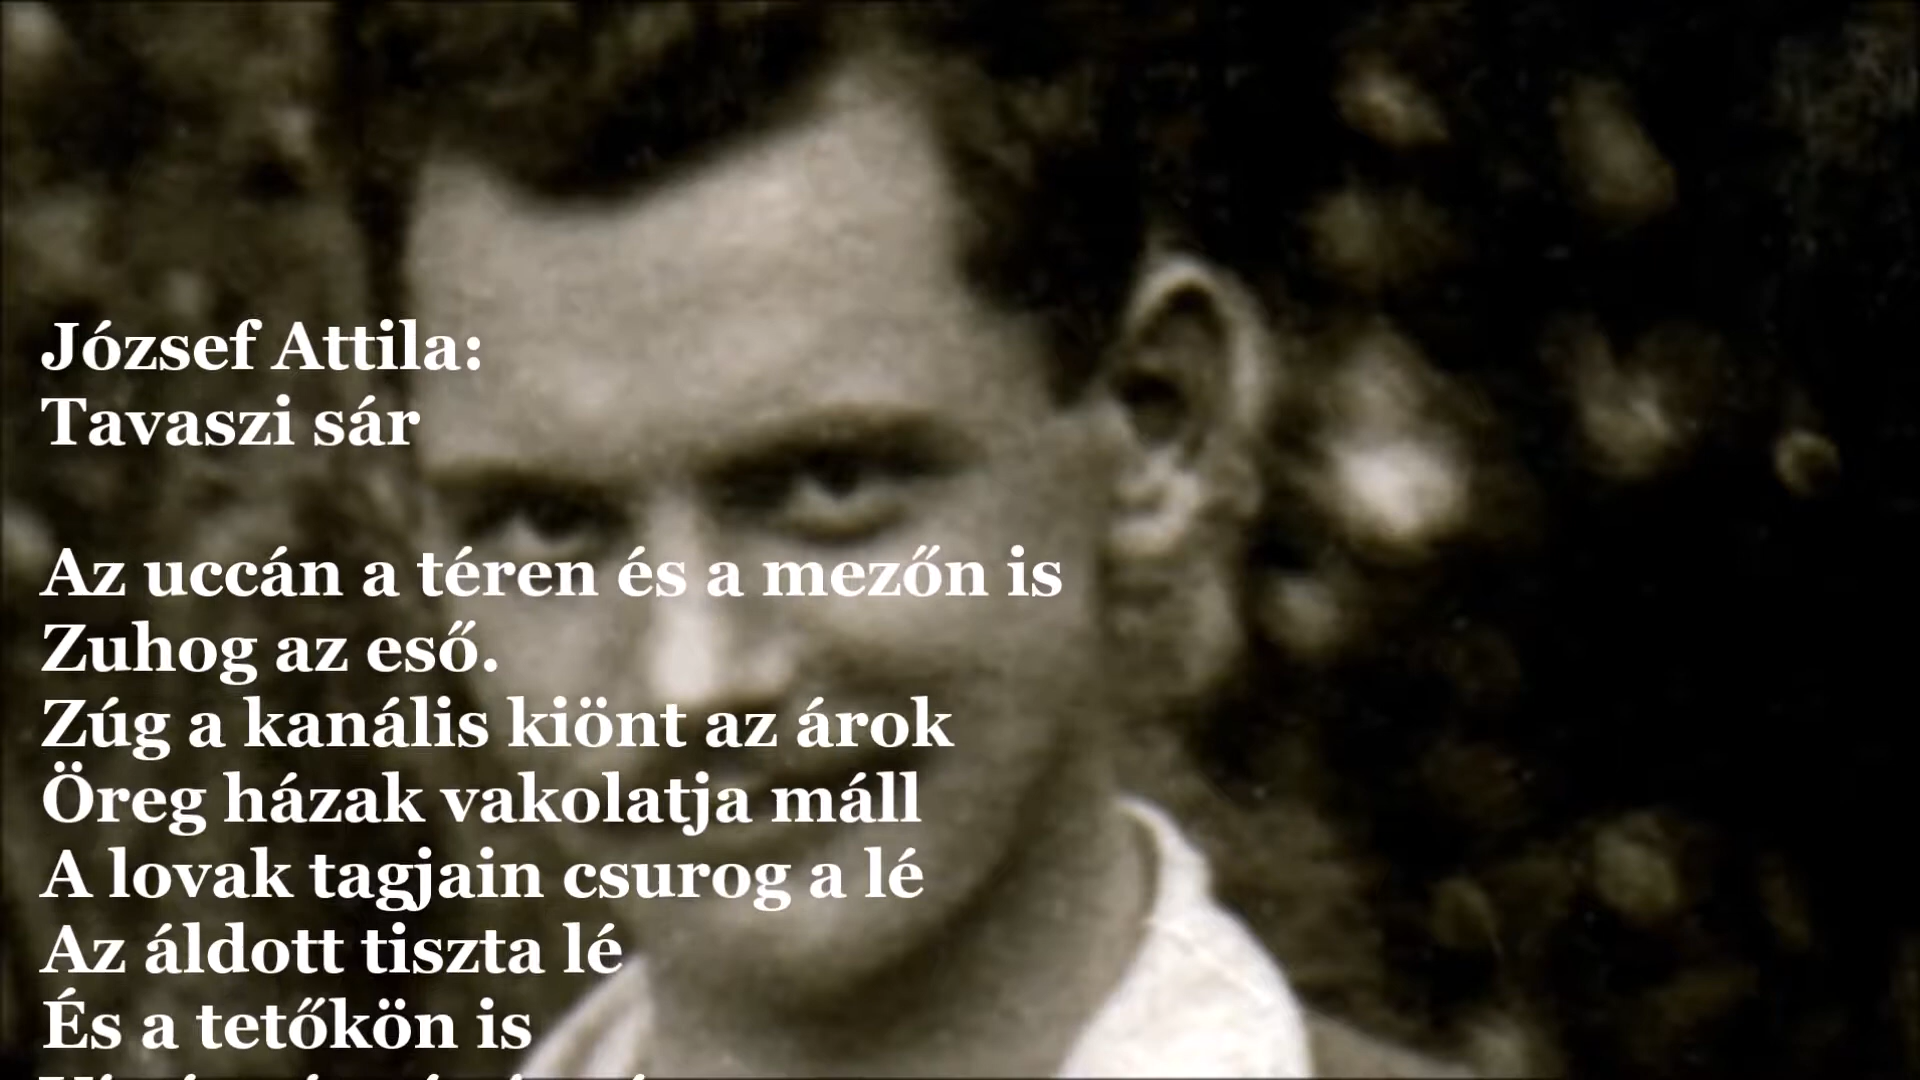 József Attila:
Tavaszi sár
Az uccán a téren és a mezőn is
Zuhog az eső.
Zúg a kanális kiönt az árok
Öreg házak vakolatja máll
A lovak tagjain csurog a lé
Az áldott tiszta lé
És a tetőkön is